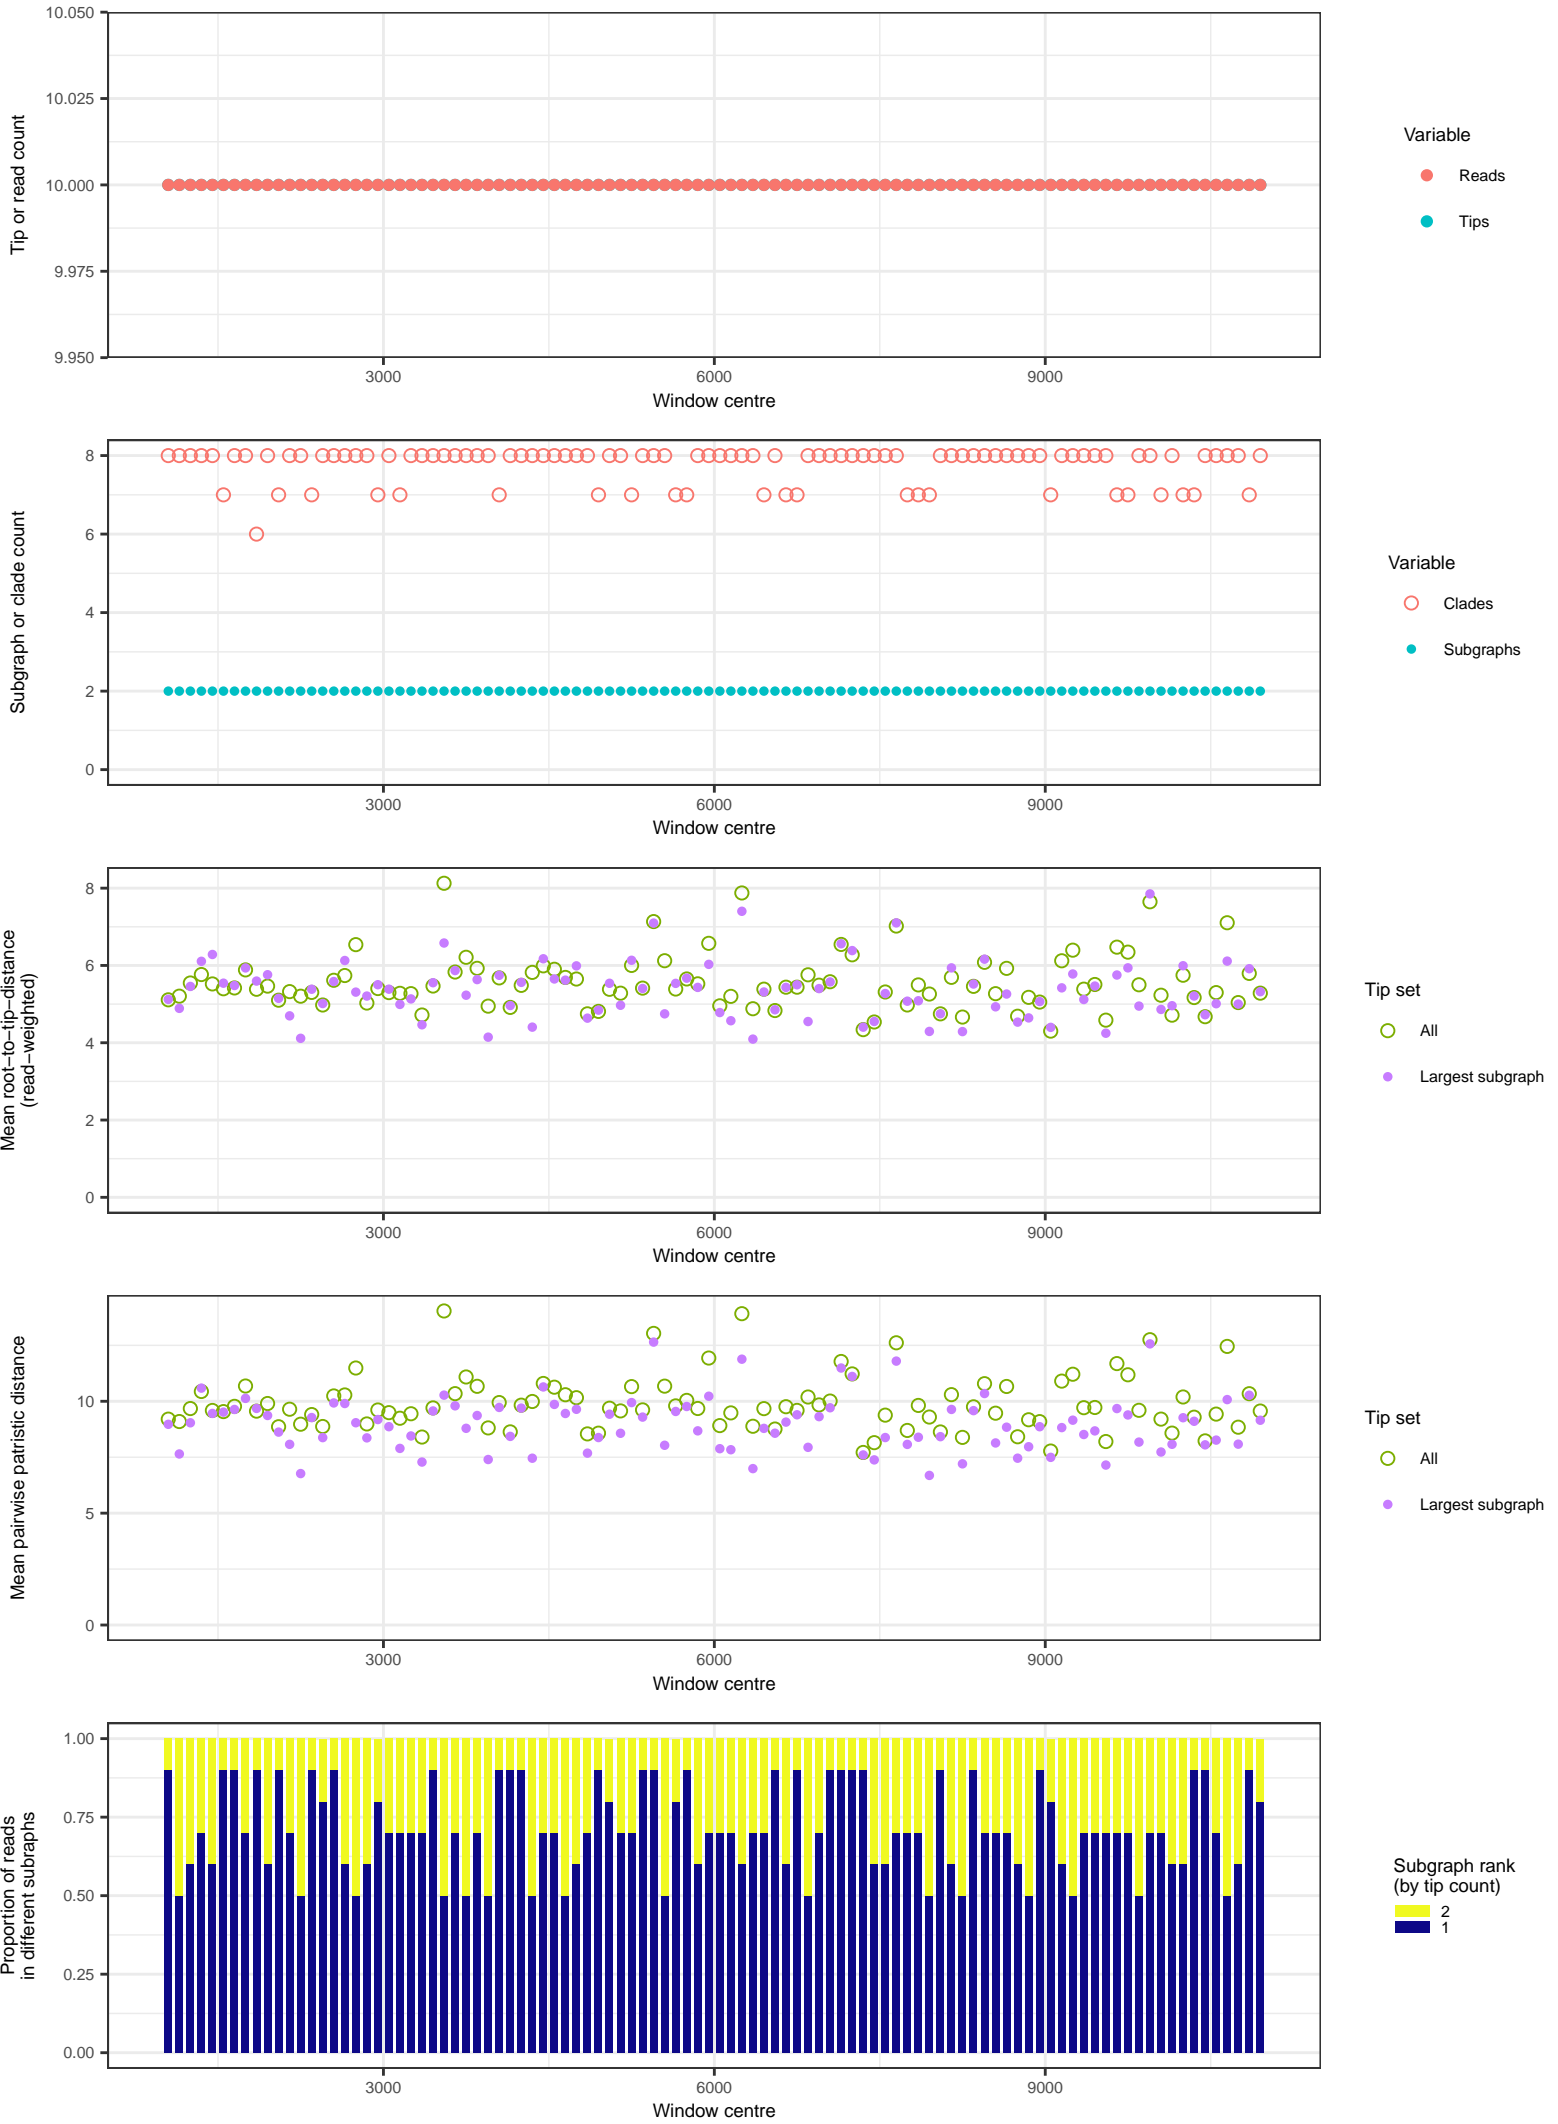 10.050
10.025
10.000
9.975
9.950
Tip or read count
3000 6000 9000
Window centre
Variable
Reads
Tips
8
6
4
2
0
Subgraph or clade count
3000 6000 9000
Window centre
Variable
Clades
Subgraphs
8
6
4
2
0
Mean root−to−tip−distance
(read−weighted)
3000 6000 9000
Window centre
Tip set
All
Largest subgraph
10
5
0
Mean pairwise patristic distance
3000 6000 9000
Window centre
Tip set
All
Largest subgraph
1.00
0.75
0.50
0.25
0.00
Proportion of reads
in different subraphs
3000 6000 9000
Window centre
Subgraph rank
(by tip count)
2
1